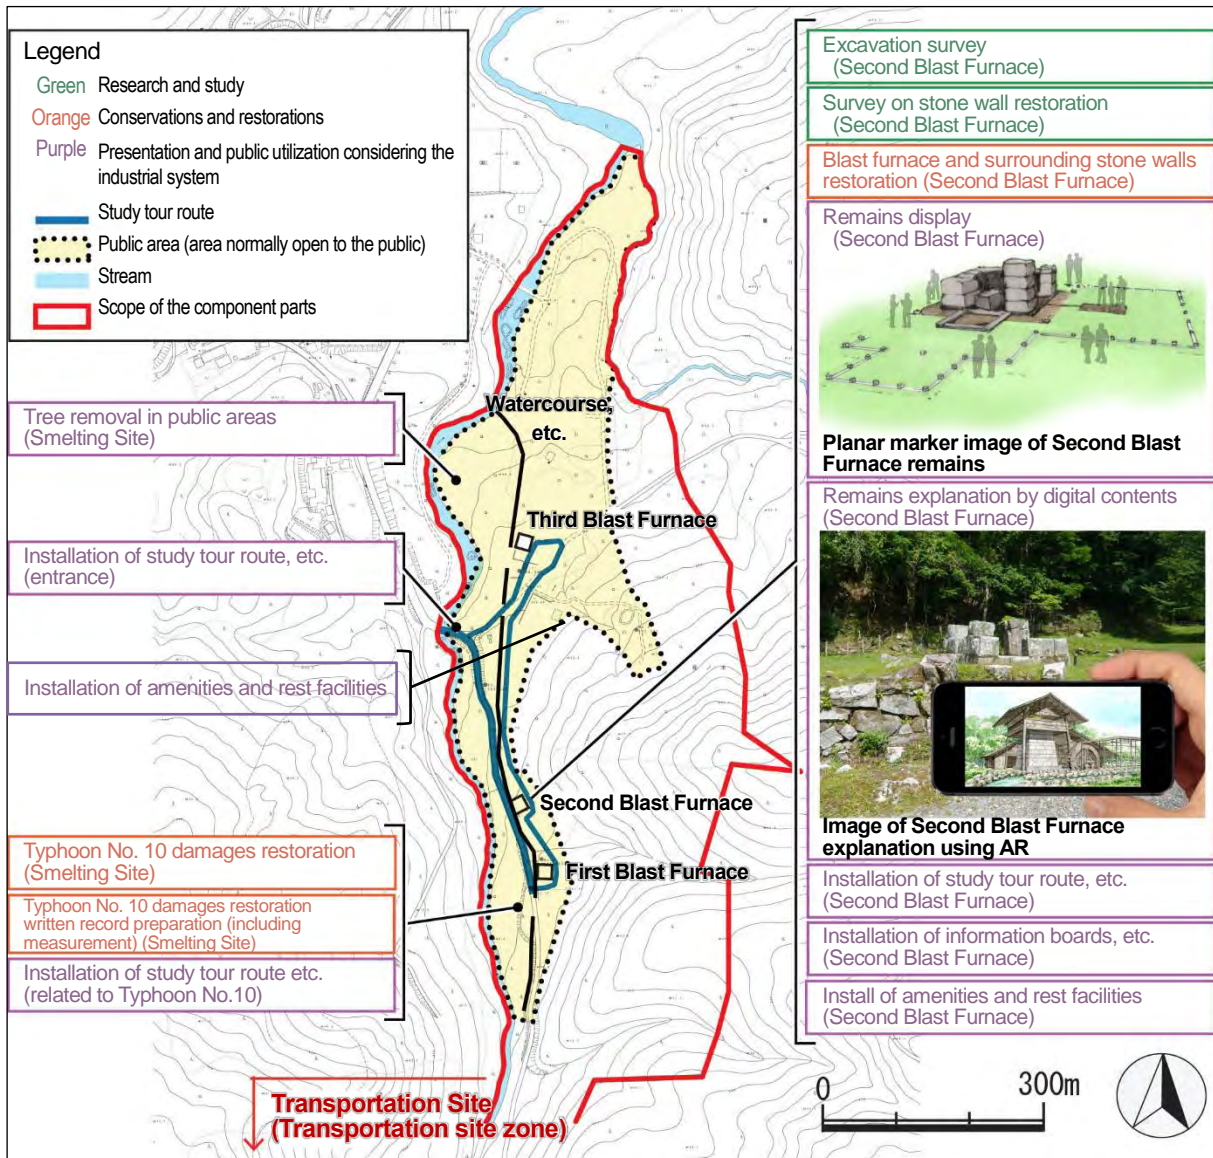 Legend
Green Research and study
Orange Conservations and restorations
Purple Presentation and public utilization considering the
industrial system
Study tour route
Public area (area normally open to the public)
Stream
Scope of the component parts
Tree removal in public areas
(Smelting Site)
Installation of study tour route, etc.
(entrance)
Installation of amenities and rest facilities
Typhoon No. 10 damages restoration
(Smelting Site)
Typhoon No. 10 damages restoration
written record preparation (including
measurement) (Smelting Site)
Installation of study tour route etc.
(related to Typhoon No.10)
Watercourse,
etc.
Third Blast Furnace
Second Blast Furnace
First Blast Furnace
Transportation Site
(Transportation site zone)
Excavation survey
(Second Blast Furnace)
Survey on stone wall restoration
(Second Blast Furnace)
Blast furnace and surrounding stone walls
restoration (Second Blast Furnace)
Remains display
(Second Blast Furnace)
Planar marker image of Second Blast
Furnace remains
Remains explanation by digital contents
(Second Blast Furnace)
Image of Second Blast Furnace
explanation using AR
Installation of study tour route, etc.
(Second Blast Furnace)
Installation of information boards, etc.
(Second Blast Furnace)
Install of amenities and rest facilities
(Second Blast Furnace)
0 300m